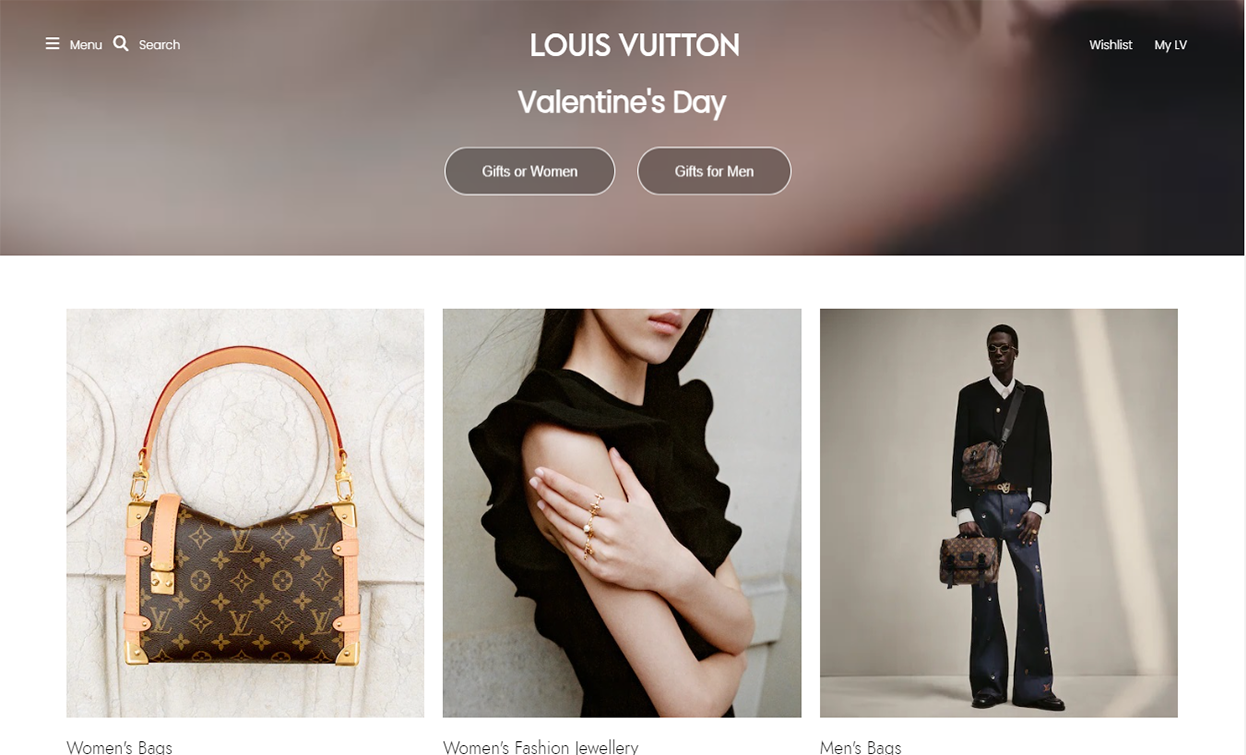 Menu Search LOUIS VUITTON Wishlist My LV
Valentine's Day
Gifts or Women Gifts for Men
Women's Bags Women's Fashion Jewellery Men's Bags